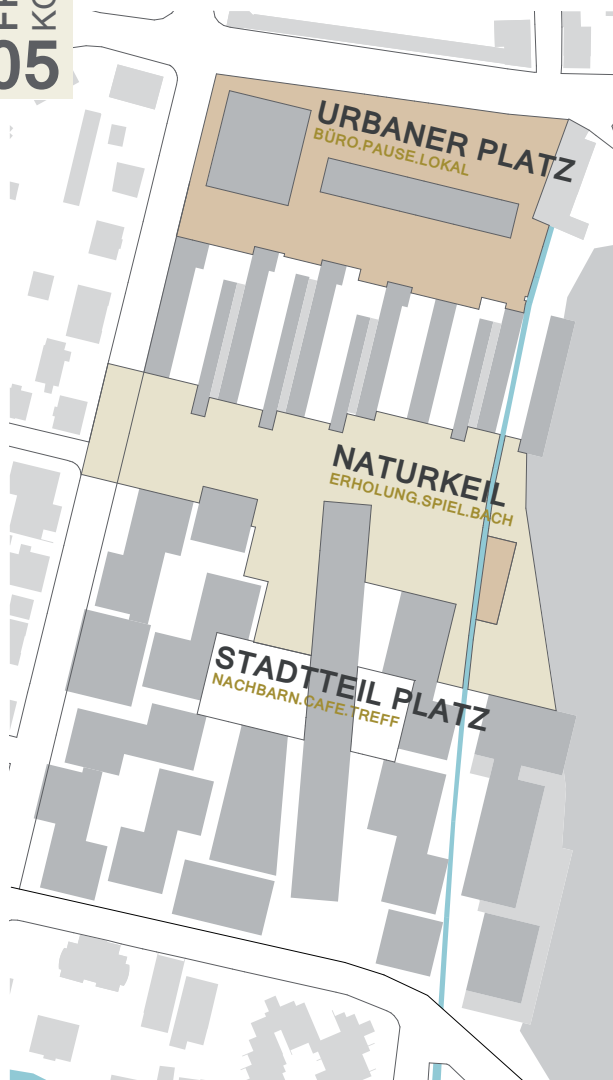 05
URBANER PLATZ
BÜRO.PAUSE.LOKAL
NATURKEIL
ERHOLUNG.SPIEL.BACH
STADTTEIL PLATZ
NACHBARN.CAFE.TREFF